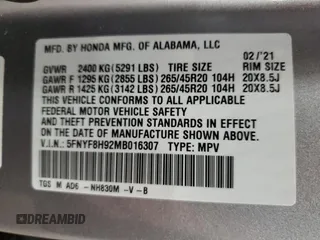 MFD. BY HONDA MFG. OF ALABAMA, LLC 02/'21
GVWR 2400 KG(5291 LBS) TIRE SIZE RIM SIZE
GAWR F 1295 KG(2855 LBS)265/45R20 104H 20X8.5J
GAWR R 1425 KG(3142 LBS)265/45R20 104H 20X8.5J
THIS VEHICLE CONFORMS TO ALL APPLICABLE
FEDERAL MOTOR VEHICLE SAFETY
AND THEFT PREVENTION STANDARDS IN EFFECT
ON THE DATE OF MANUFACTURE SHOWN ABOVE.
V.I.N.: 5FNYF8H92MB016307 TYPE: MPV
TGS M AD6 -NH830M -V-B
DREAMBID